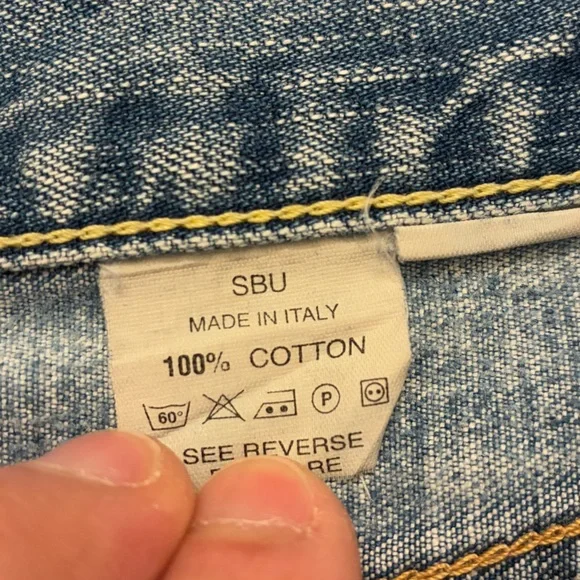 SBU
MADE IN ITALY
100% COTTON
60° P
SEE REVERSE